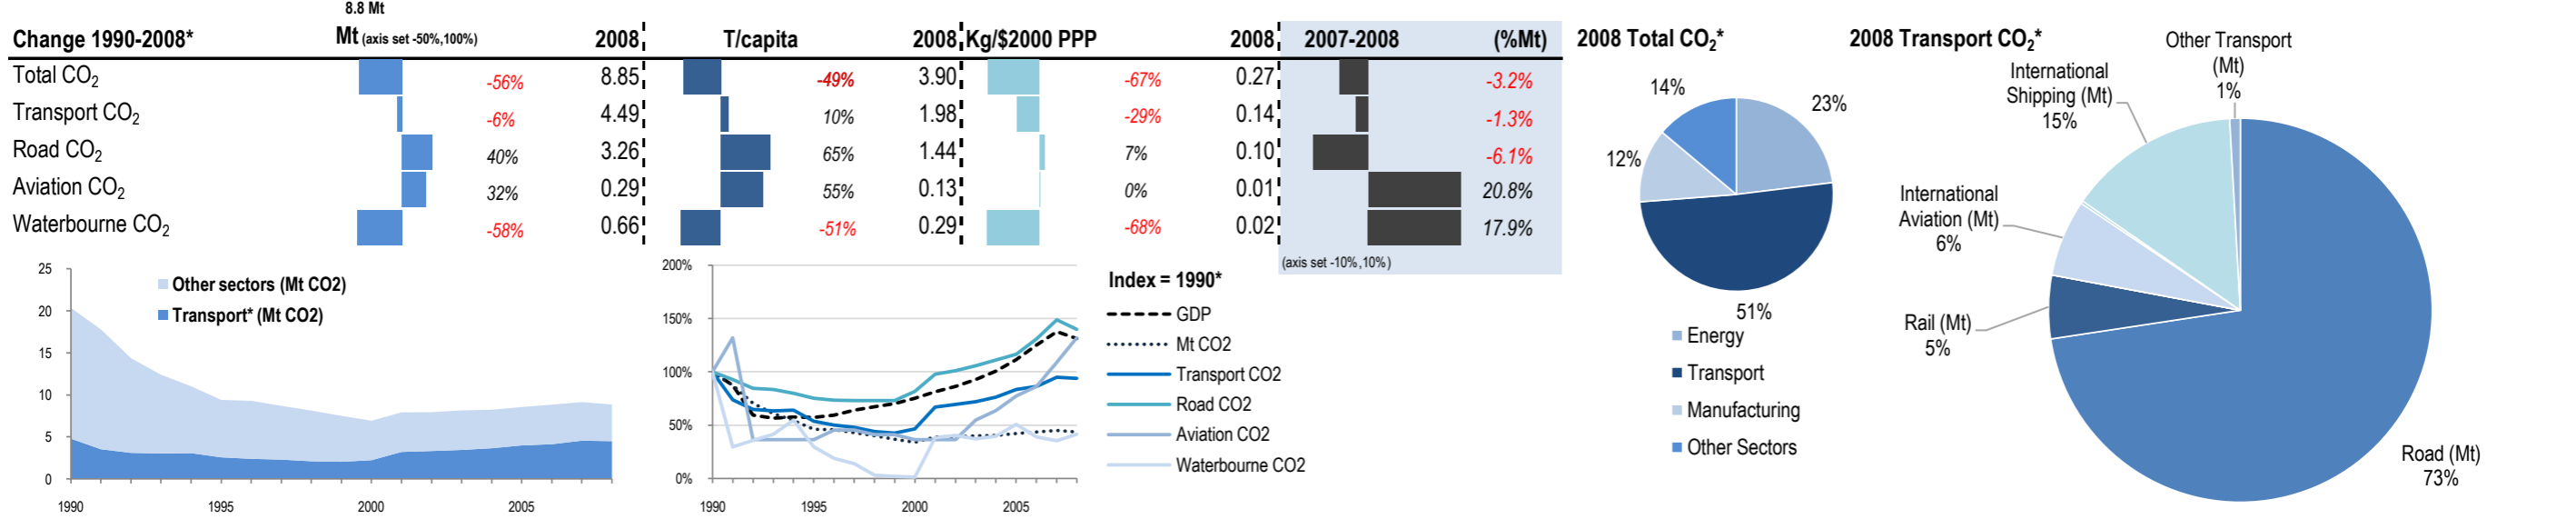 8.8 Mt
Change 1990-2008* Mt (axis set -50%,100%) 2008 T/capita 2008 Kg/$2000 PPP 2008 2007-2008 (%Mt)
Total CO2 -56% 8.85 -49% 3.90 -67% 0.27 -3.2%
Transport CO2 -6% 4.49 10% 1.98 -29% 0.14 -1.3%
Road CO2 40% 3.26 65% 1.44 7% 0.10 -6.1%
Aviation CO2 32% 0.29 55% 0.13 0% 0.01 20.8%
Waterbourne CO2 -58% 0.66 -51% 0.29 -68% 0.02 17.9%
(axis set -10%,10%)
25
20
15
10
5
0
1990 1995 2000 2005
Other sectors (Mt CO2)
Transport* (Mt CO2)
200%
150%
100%
50%
0%
1990 1995 2000 2005
Index = 1990*
GDP
Mt CO2
Transport CO2
Road CO2
Aviation CO2
Waterbourne CO2
2008 Total CO2*
14%
23%
12%
51%
Energy
Transport
Manufacturing
Other Sectors
2008 Transport CO2*
Other Transport
(Mt)
1%
International
Shipping (Mt)
15%
International
Aviation (Mt)
6%
Rail (Mt)
5%
Road (Mt)
73%